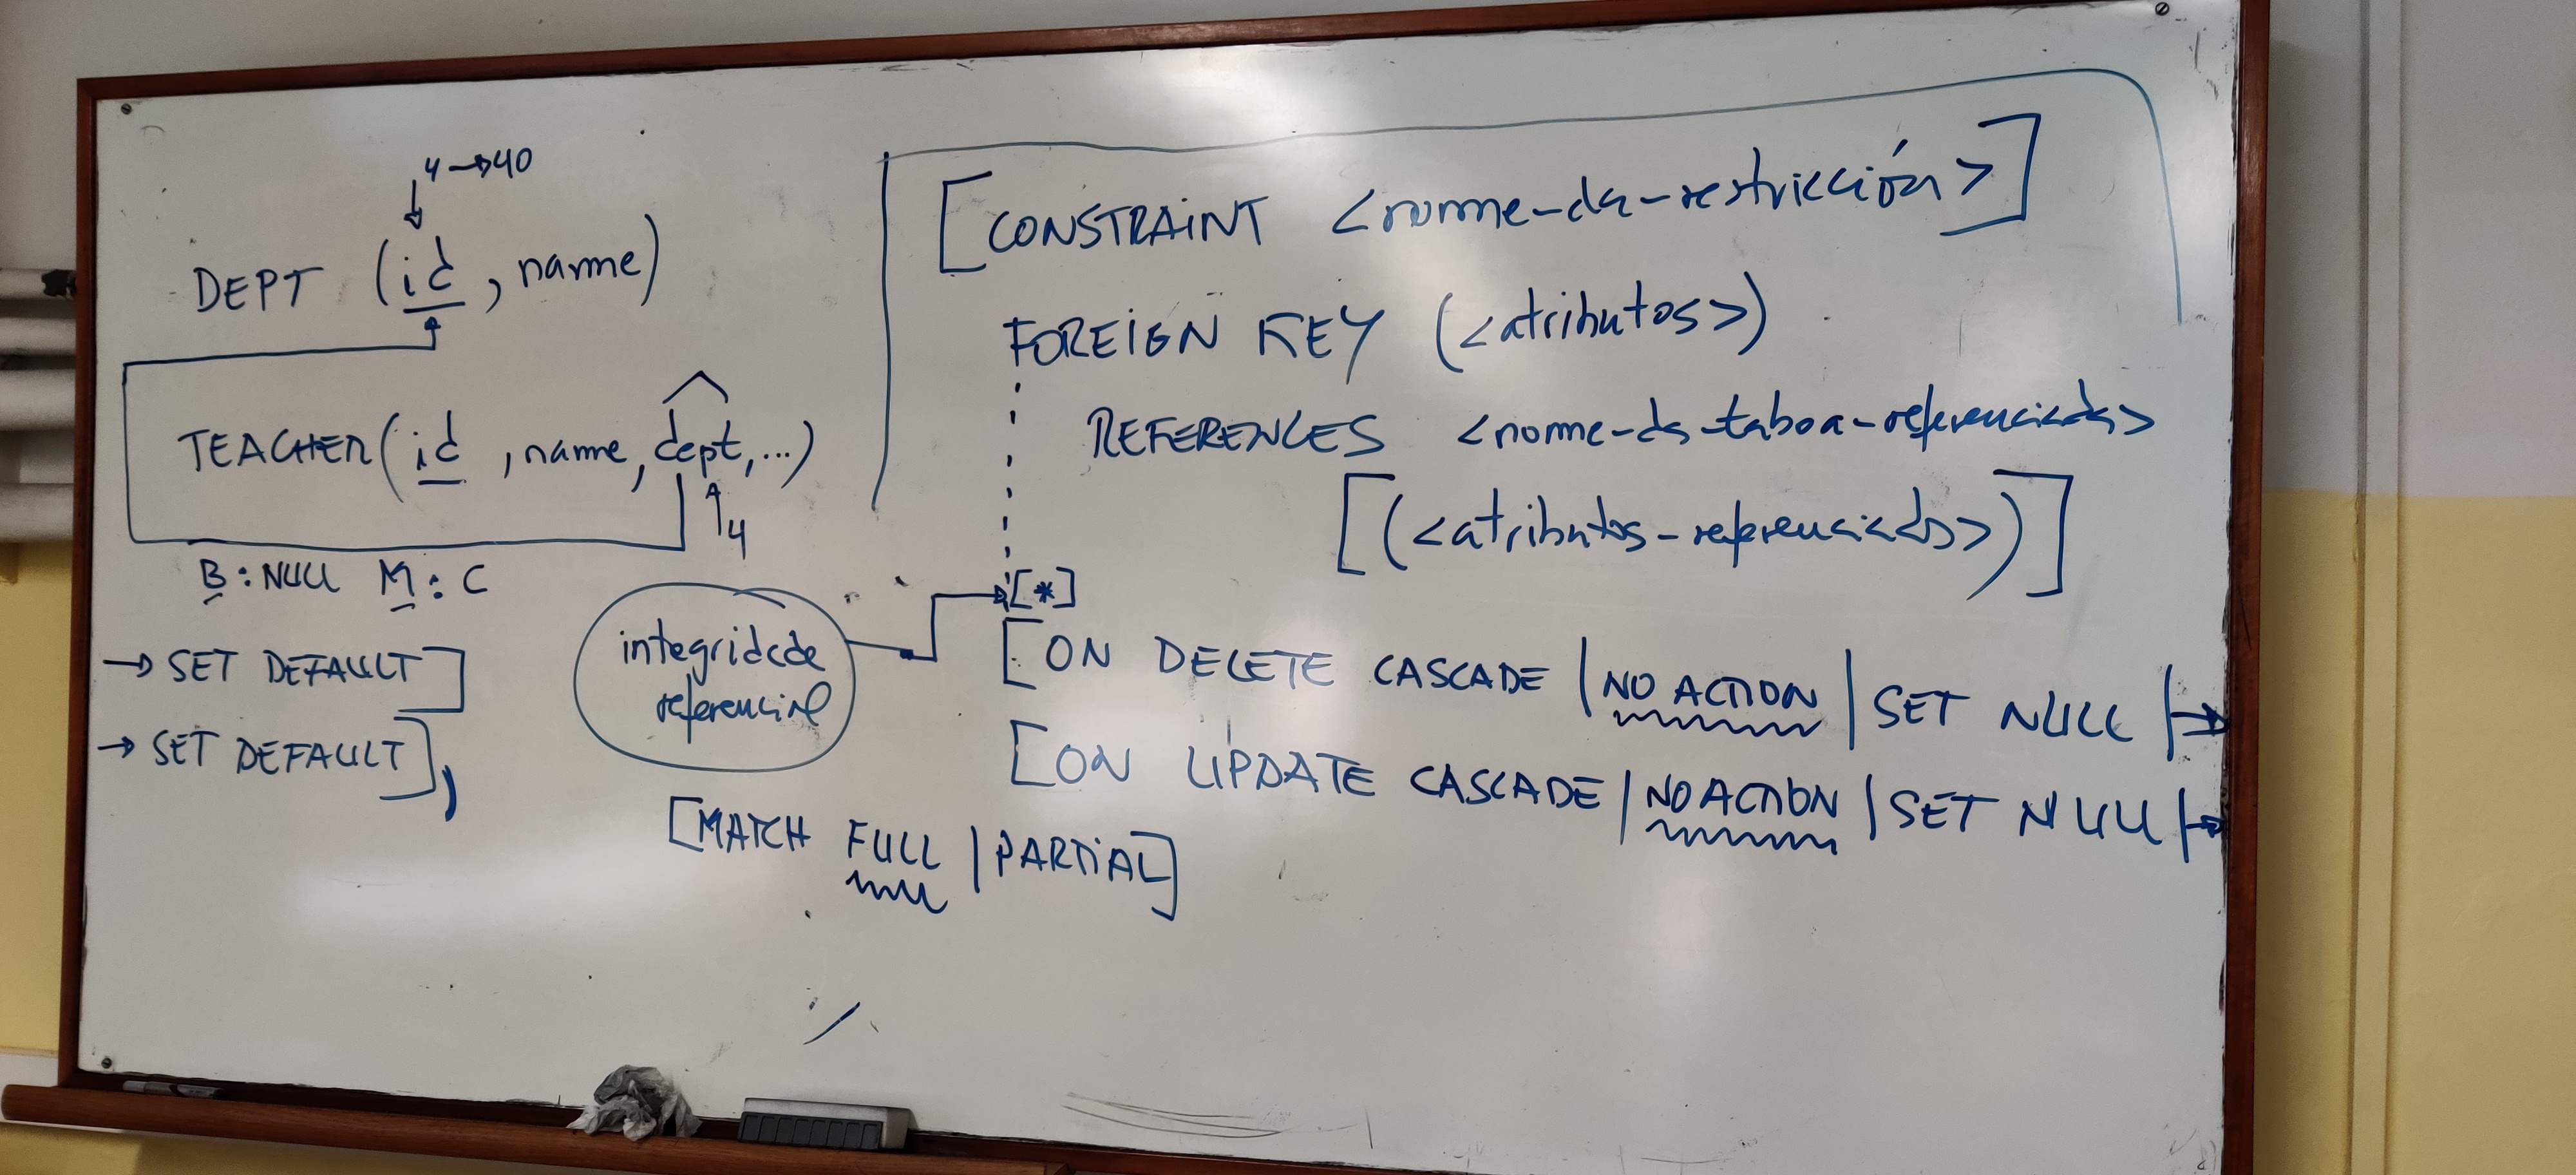 4→40
DEPT (id, name)
TEACHER(id, name, dept, ...)
4
B: NULL M: C
→ SET DEFAULT]
→ SET DEFAULT],
[CONSTRAINT <nome-da-restricción>]
FOREIGN KEY (<atributos>)
REFERENCES <nome-da-taboa-referenciada>
[(<atributos-referenciados>)]
integridade
referencial
[*]
[ON DELETE CASCADE | NO ACTION | SET NULL |→
[ON UPDATE CASCADE | NO ACTION | SET NULL |→
[MATCH FULL | PARTIAL]